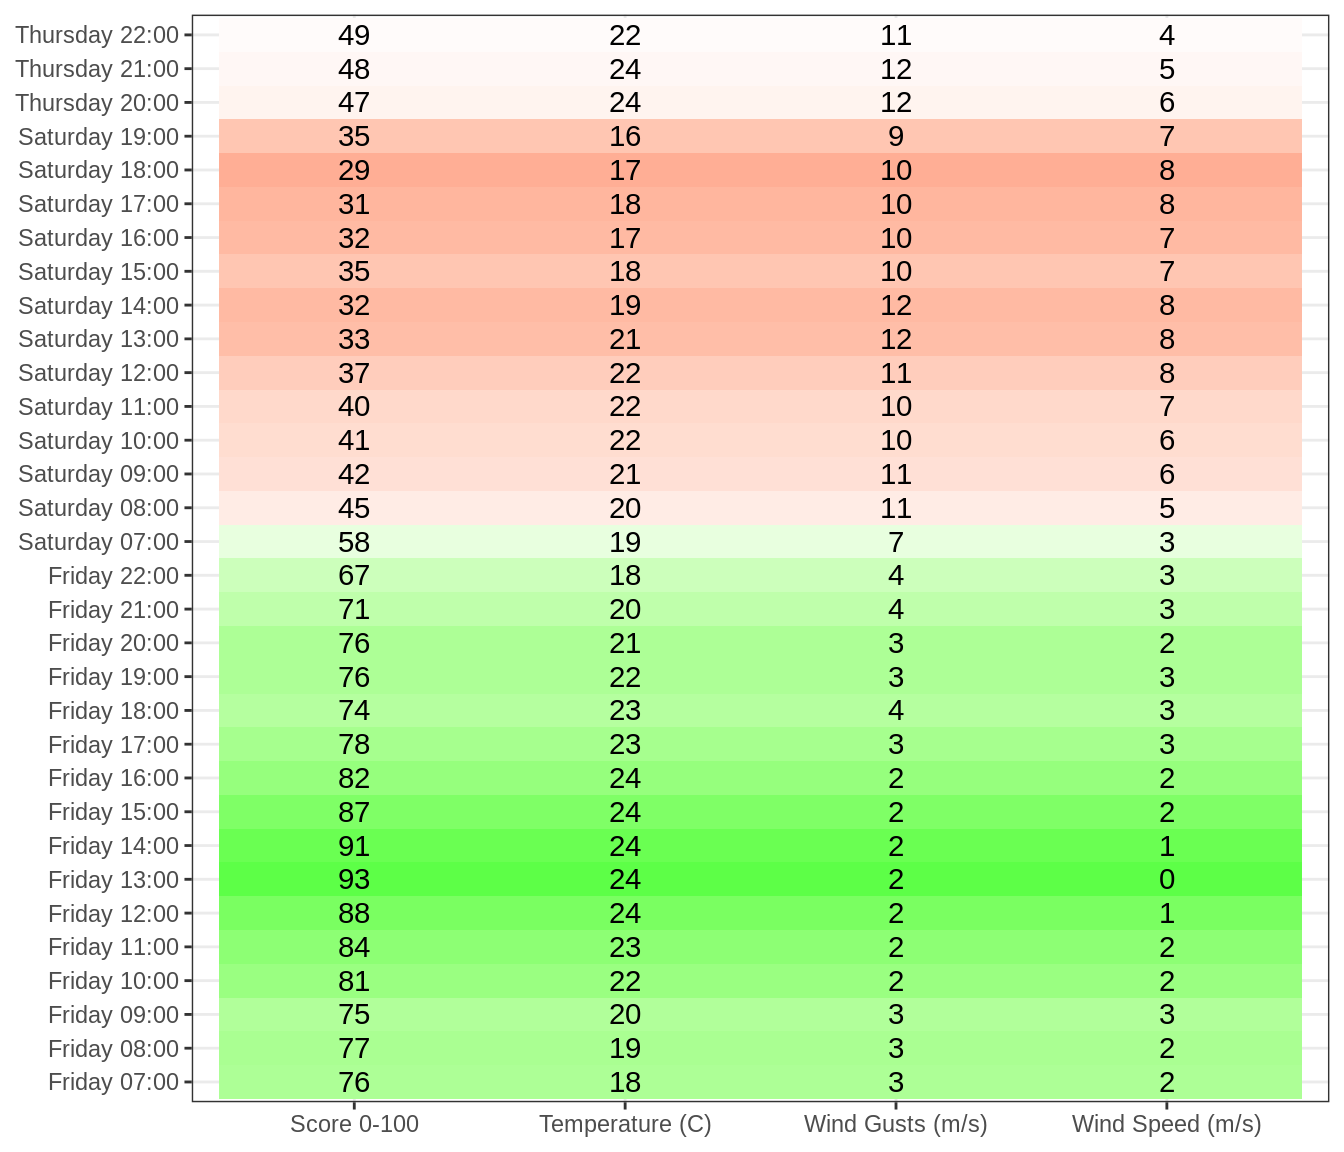 Thursday 22:00 49 22 11 4
Thursday 21:00 48 24 12 5
Thursday 20:00 47 24 12 6
Saturday 19:00 35 16 9 7
Saturday 18:00 29 17 10 8
Saturday 17:00 31 18 10 8
Saturday 16:00 32 17 10 7
Saturday 15:00 35 18 10 7
Saturday 14:00 32 19 12 8
Saturday 13:00 33 21 12 8
Saturday 12:00 37 22 11 8
Saturday 11:00 40 22 10 7
Saturday 10:00 41 22 10 6
Saturday 09:00 42 21 11 6
Saturday 08:00 45 20 11 5
Saturday 07:00 58 19 7 3
Friday 22:00 67 18 4 3
Friday 21:00 71 20 4 3
Friday 20:00 76 21 3 2
Friday 19:00 76 22 3 3
Friday 18:00 74 23 4 3
Friday 17:00 78 23 3 3
Friday 16:00 82 24 2 2
Friday 15:00 87 24 2 2
Friday 14:00 91 24 2 1
Friday 13:00 93 24 2 0
Friday 12:00 88 24 2 1
Friday 11:00 84 23 2 2
Friday 10:00 81 22 2 2
Friday 09:00 75 20 3 3
Friday 08:00 77 19 3 2
Friday 07:00 76 18 3 2
Score 0-100 Temperature (C) Wind Gusts (m/s) Wind Speed (m/s)